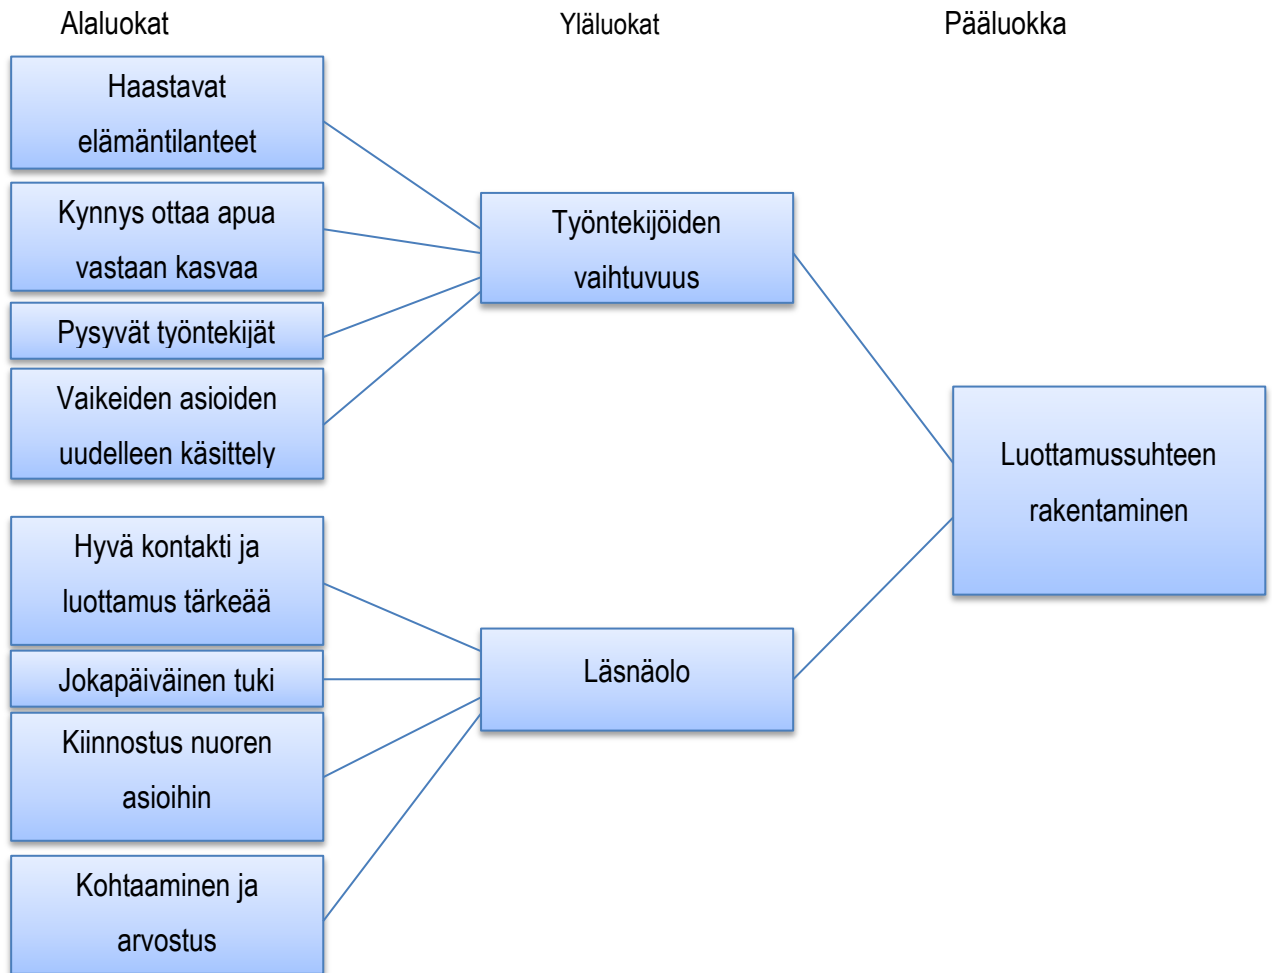 Alaluokat
Yläluokat
Pääluokka
Haastavat
elämäntilanteet
Kynnys ottaa apua
vastaan kasvaa
Pysyvät työntekijät
Vaikeiden asioiden
uudelleen käsittely
Työntekijöiden
vaihtuvuus
Hyvä kontakti ja
luottamus tärkeää
Jokapäiväinen tuki
Kiinnostus nuoren
asioihin
Kohtaaminen ja
arvostus
Läsnäolo
Luottamussuhteen
rakentaminen